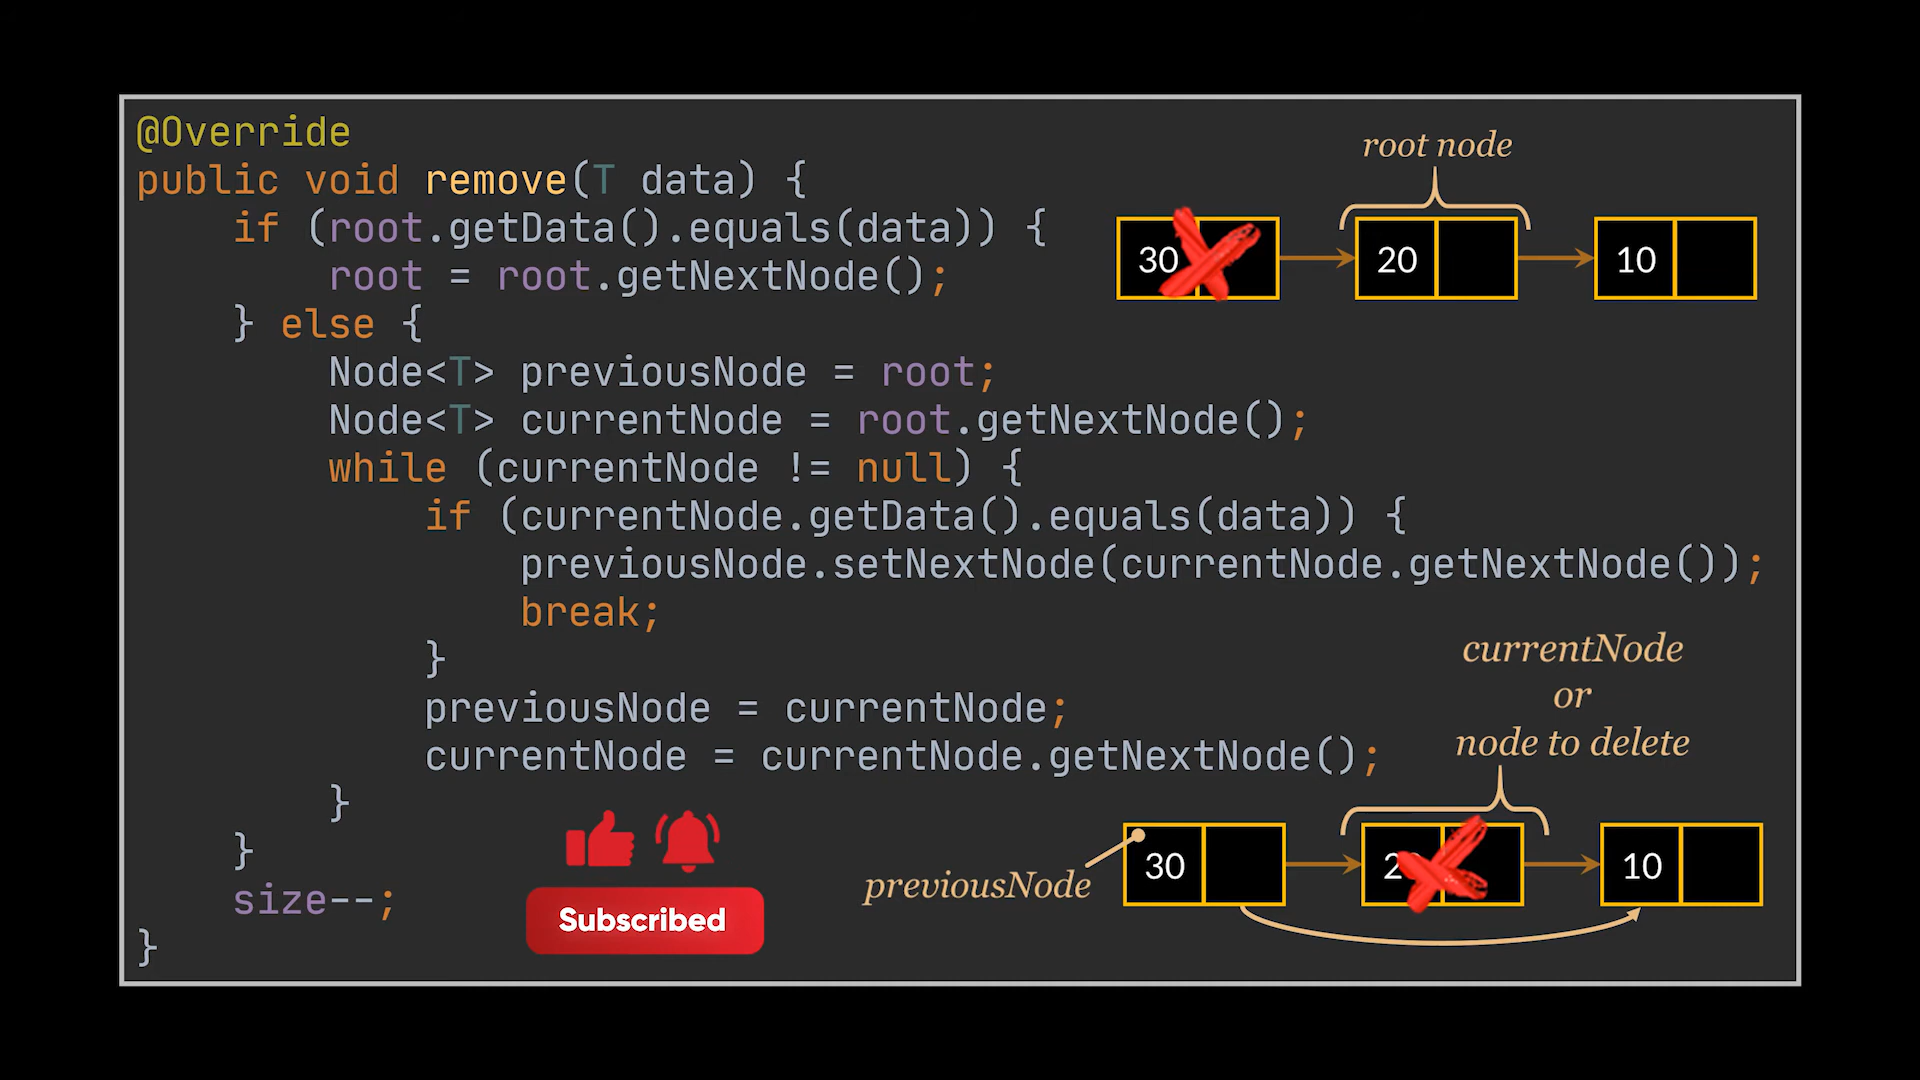 @Override
public void remove(T data) {
    if (root.getData().equals(data)) {
        root = root.getNextNode();
    } else {
        Node<T> previousNode = root;
        Node<T> currentNode = root.getNextNode();
        while (currentNode != null) {
            if (currentNode.getData().equals(data)) {
                previousNode.setNextNode(currentNode.getNextNode());
                break;
            }
            previousNode = currentNode;
            currentNode = currentNode.getNextNode();
        }
    }
    size--;
}
root node
30 20 10
currentNode
or
node to delete
previousNode
30 2 10
Subscribed